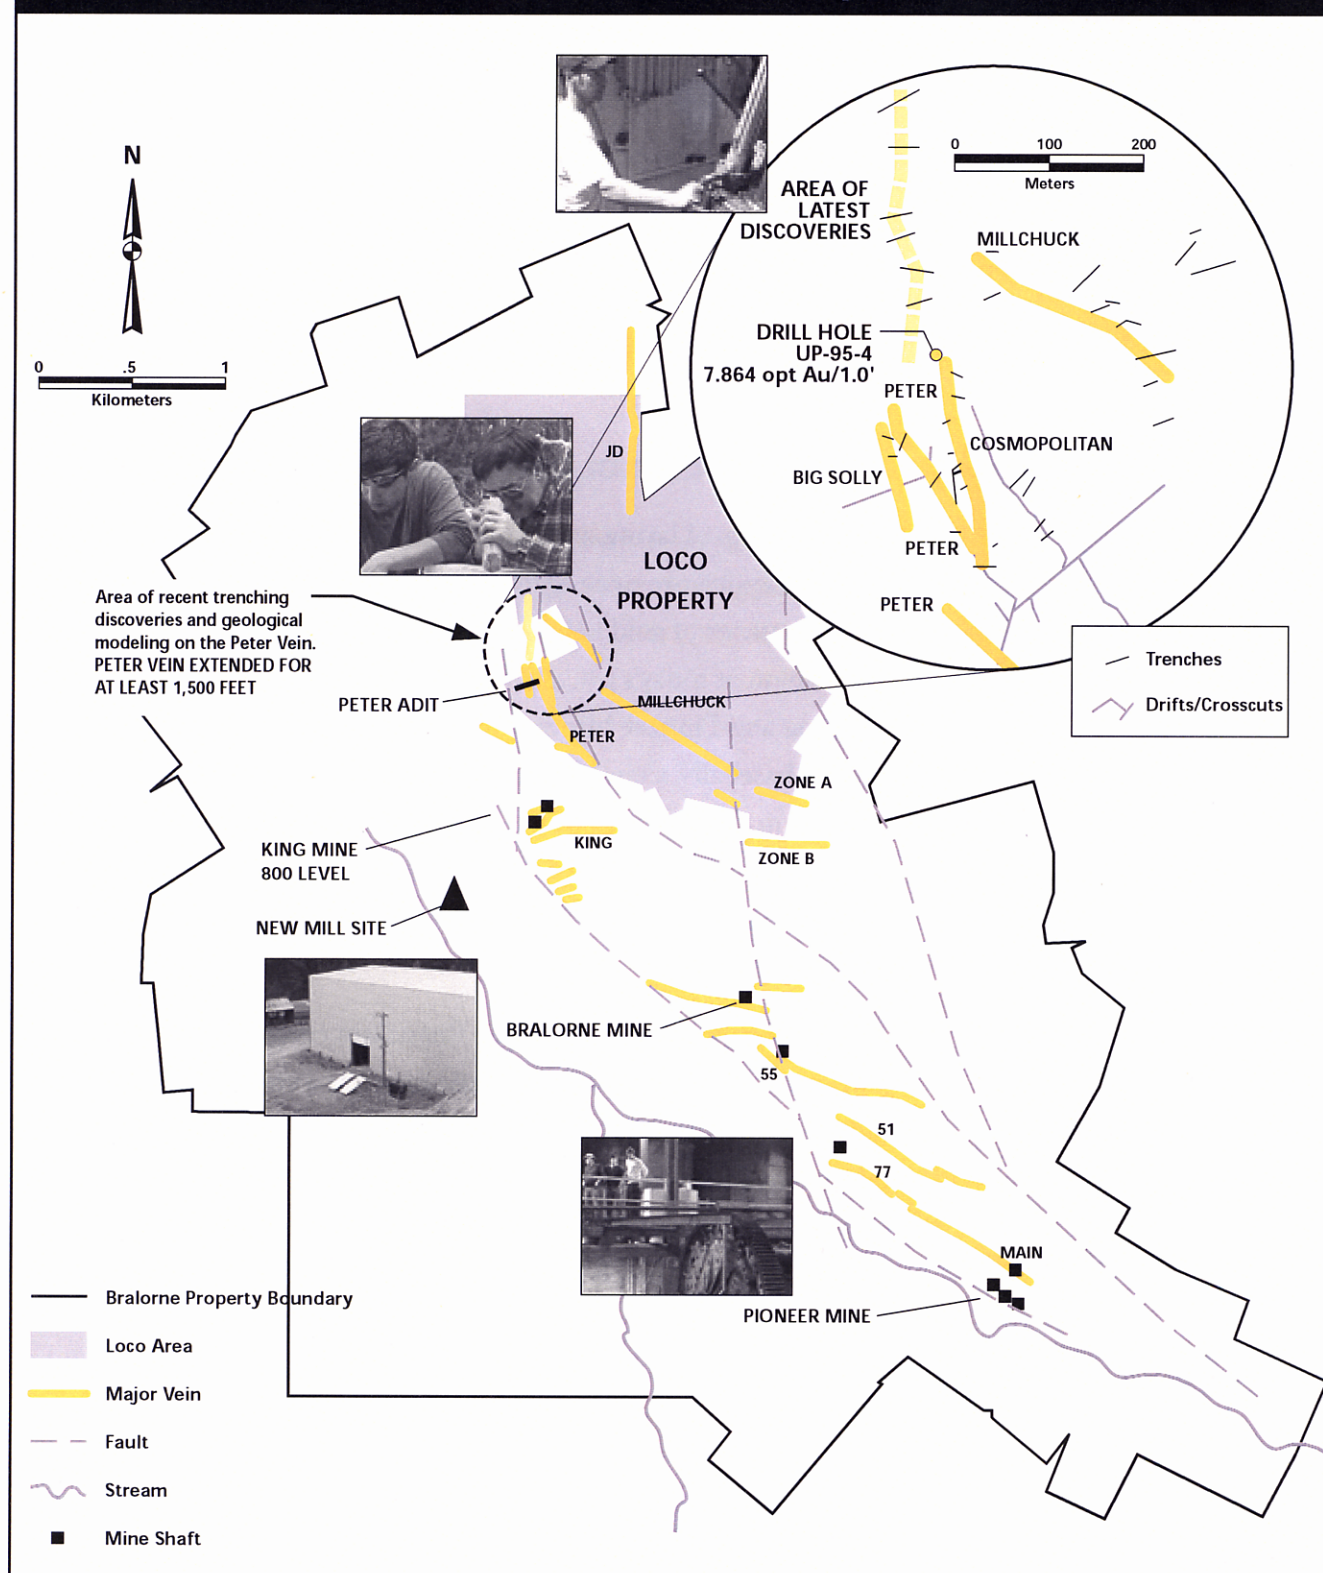 N
0 .5 1
Kilometers
0 100 200
Meters
AREA OF
LATEST
DISCOVERIES
MILLCHUCK
DRILL HOLE
UP-95-4
7.864 opt Au/1.0'
PETER
COSMOPOLITAN
BIG SOLLY
PETER
PETER
Trenches
Drifts/Crosscuts
JD
LOCO
PROPERTY
Area of recent trenching
discoveries and geological
modeling on the Peter Vein.
PETER VEIN EXTENDED FOR
AT LEAST 1,500 FEET
PETER ADIT
MILLCHUCK
PETER
ZONE A
KING
ZONE B
KING MINE
800 LEVEL
NEW MILL SITE
BRALORNE MINE
55
51
77
MAIN
PIONEER MINE
Bralorne Property Boundary
Loco Area
Major Vein
Fault
Stream
Mine Shaft